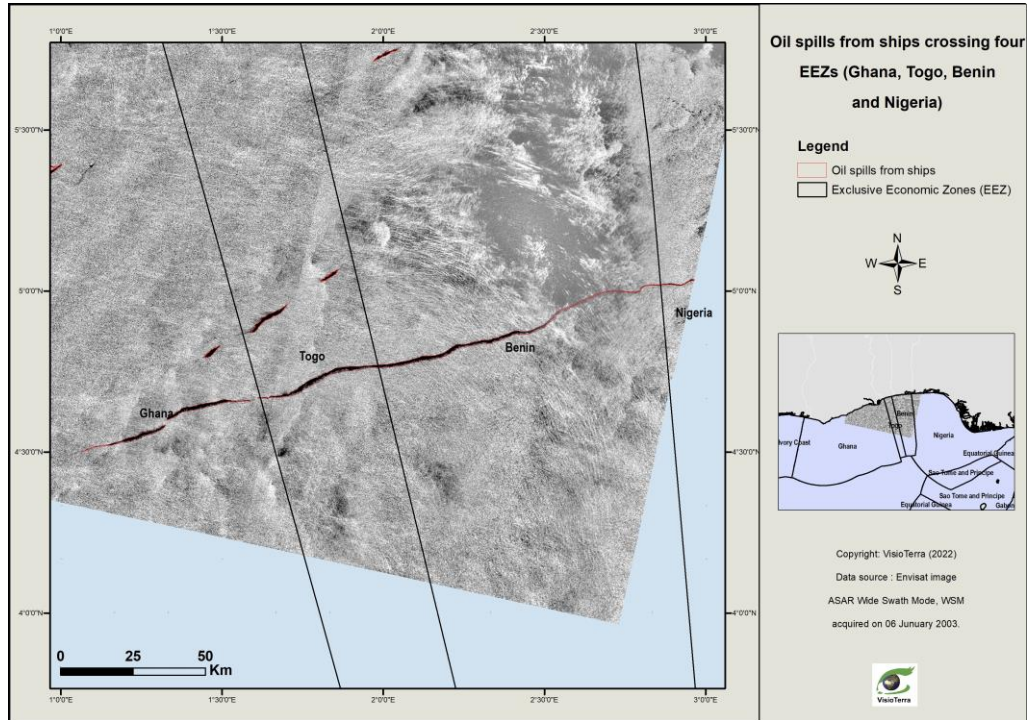 1°0'0"E 1°30'0"E 2°0'0"E 2°30'0"E 3°0'0"E
5°30'0"N 5°30'0"N
5°0'0"N 5°0'0"N
4°30'0"N 4°30'0"N
4°0'0"N 4°0'0"N
Ghana
Togo
Benin
Nigeria
0 25 50
Km
1°0'0"E 1°30'0"E 2°0'0"E 2°30'0"E 3°0'0"E
Oil spills from ships crossing four
EEZs (Ghana, Togo, Benin
and Nigeria)
Legend
Oil spills from ships
Exclusive Economic Zones (EEZ)
N
W E
S
Benin
Togo
Ivory Coast
Ghana
Nigeria
Equatorial Guinea
Sao Tome and Principe
Sao Tome and Principe
Equatorial Guinea
Gabon
Copyright: VisioTerra (2022)
Data source : Envisat image
ASAR Wide Swath Mode, WSM
acquired on 06 Junuary 2003.
VisioTerra